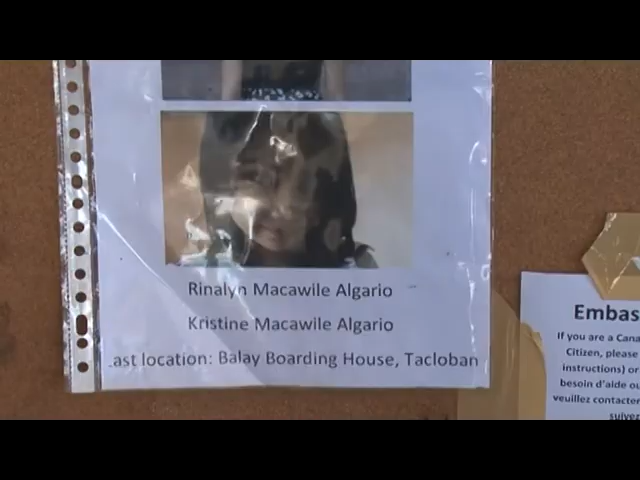 Rinalyn Macawile Algario
Kristine Macawile Algario
ast location: Balay Boarding House, Tacloban
Embas
If you are a Cana
Citizen, please
instructions) or
besoin d'aide ou
veuillez contacter
suivez